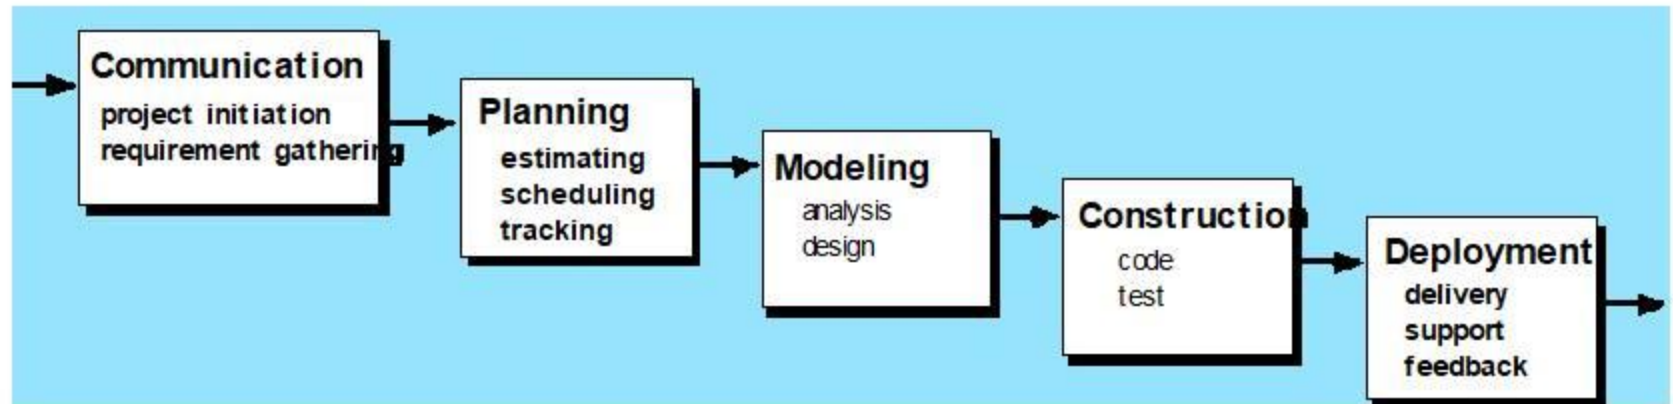 Communication
project initiation
requirement gathering
Planning
estimating
scheduling
tracking
Modeling
analysis
design
Construction
code
test
Deployment
delivery
support
feedback